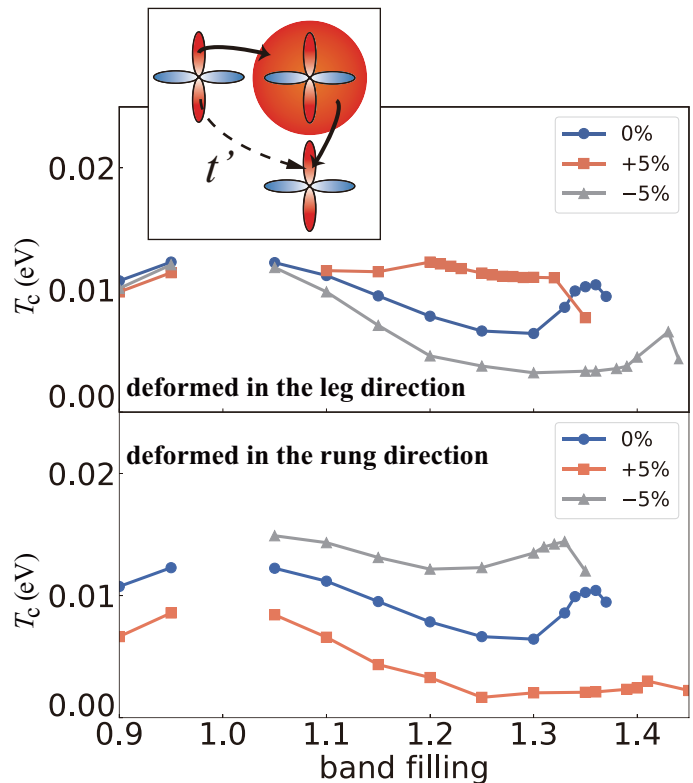 t’
0%
+5%
−5%
0.02
0.01
0.00
T_c (eV)
deformed in the leg direction
deformed in the rung direction
0%
+5%
−5%
0.02
0.01
0.00
T_c (eV)
0.9 1.0 1.1 1.2 1.3 1.4
band filling